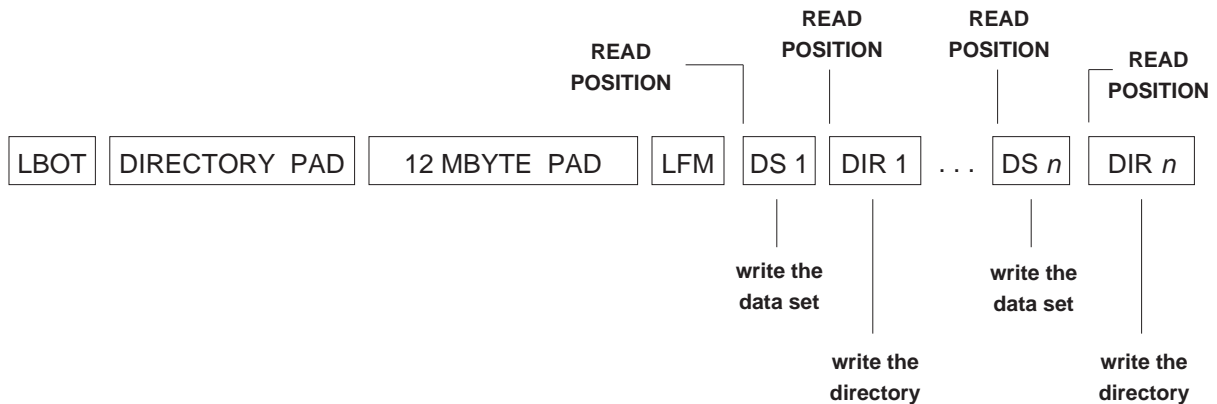 READ
POSITION
READ
POSITION
READ
POSITION
READ
POSITION
LBOT
DIRECTORY PAD
12 MBYTE PAD
LFM
DS 1
DIR 1
. . .
DS n
DIR n
write the
data set
write the
directory
write the
data set
write the
directory